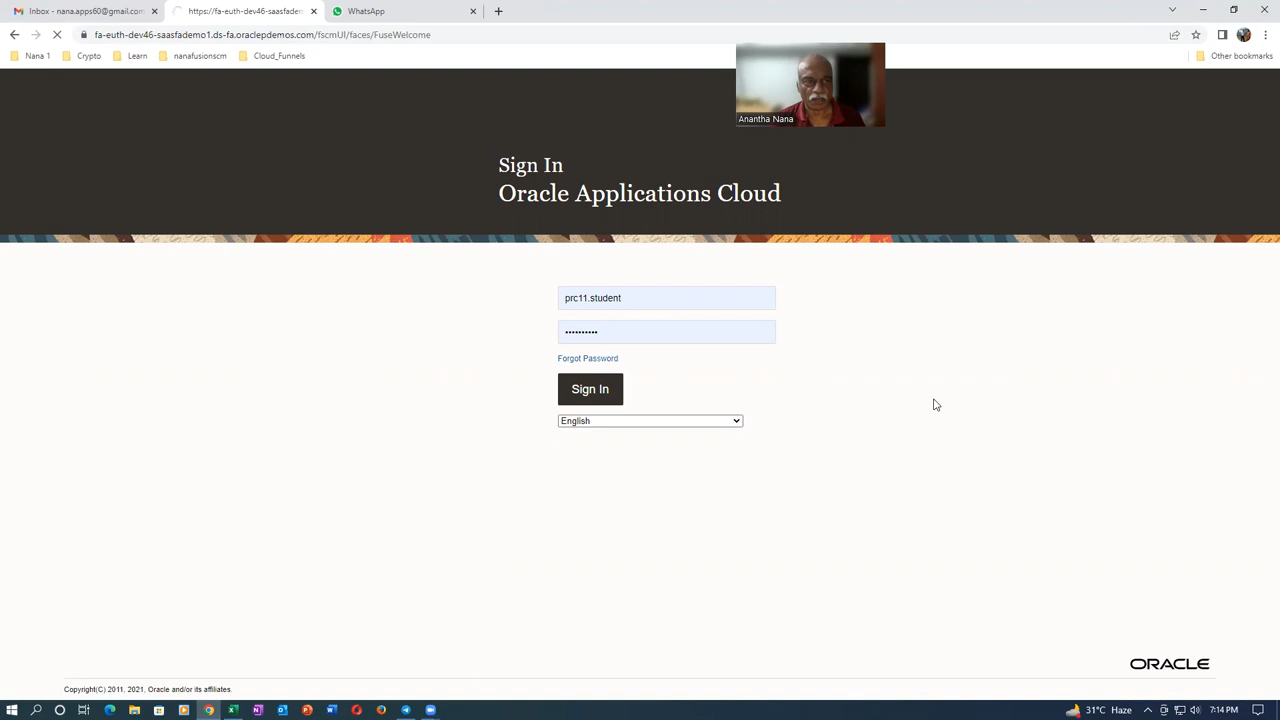 Inbox - nana.apps60@gmail.com
https://fa-euth-dev46-saasfadem
WhatsApp
fa-euth-dev46-saasfademo1.ds-fa.oraclepdemos.com/fscmUI/faces/FuseWelcome
Nana 1
Crypto
Learn
nanafusionscm
Cloud_Funnels
Other bookmarks
Anantha Nana
Sign In
Oracle Applications Cloud
prc11.student
••••••••••
Forgot Password
Sign In
English
ORACLE
Copyright(C) 2011, 2021, Oracle and/or its affiliates.
31°C Haze
7:14 PM